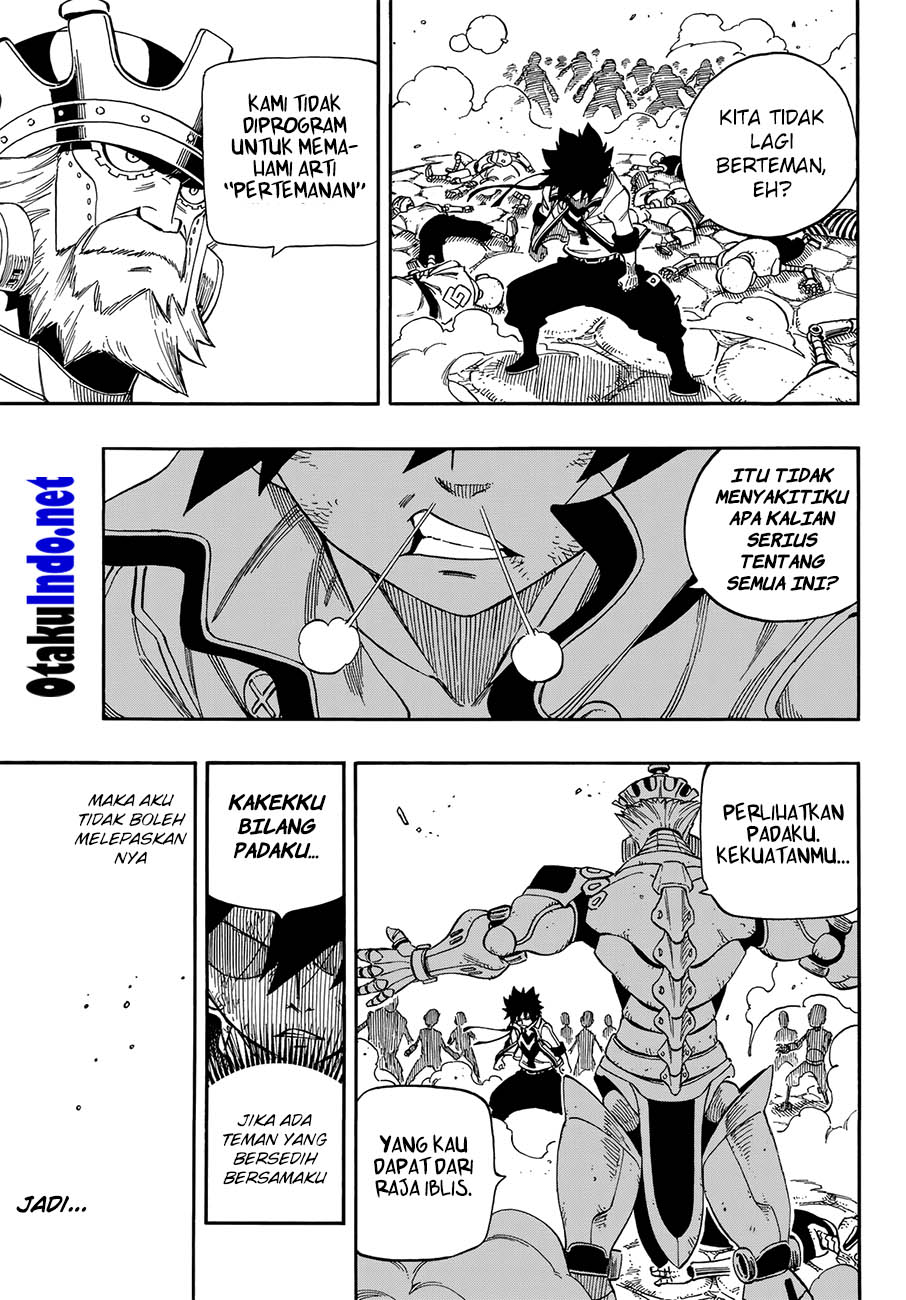 KITA TIDAK
LAGI
BERTEMAN,
EH?
KAMI TIDAK
DIPROGRAM
UNTUK MEMA-
HAMI ARTI
“PERTEMANAN”
ITU TIDAK
MENYAKITIKU
APA KALIAN
SERIUS
TENTANG
SEMUA INI?
OtakuIndo.net
PERLIHATKAN
PADAKU.
KEKUATANMU...
YANG KAU
DAPAT DARI
RAJA IBLIS.
KAKEKKU
BILANG
PADAKU...
JIKA ADA
TEMAN YANG
BERSEDIH
BERSAMAKU
MAKA AKU
TIDAK BOLEH
MELEPASKAN
NYA
JADI...